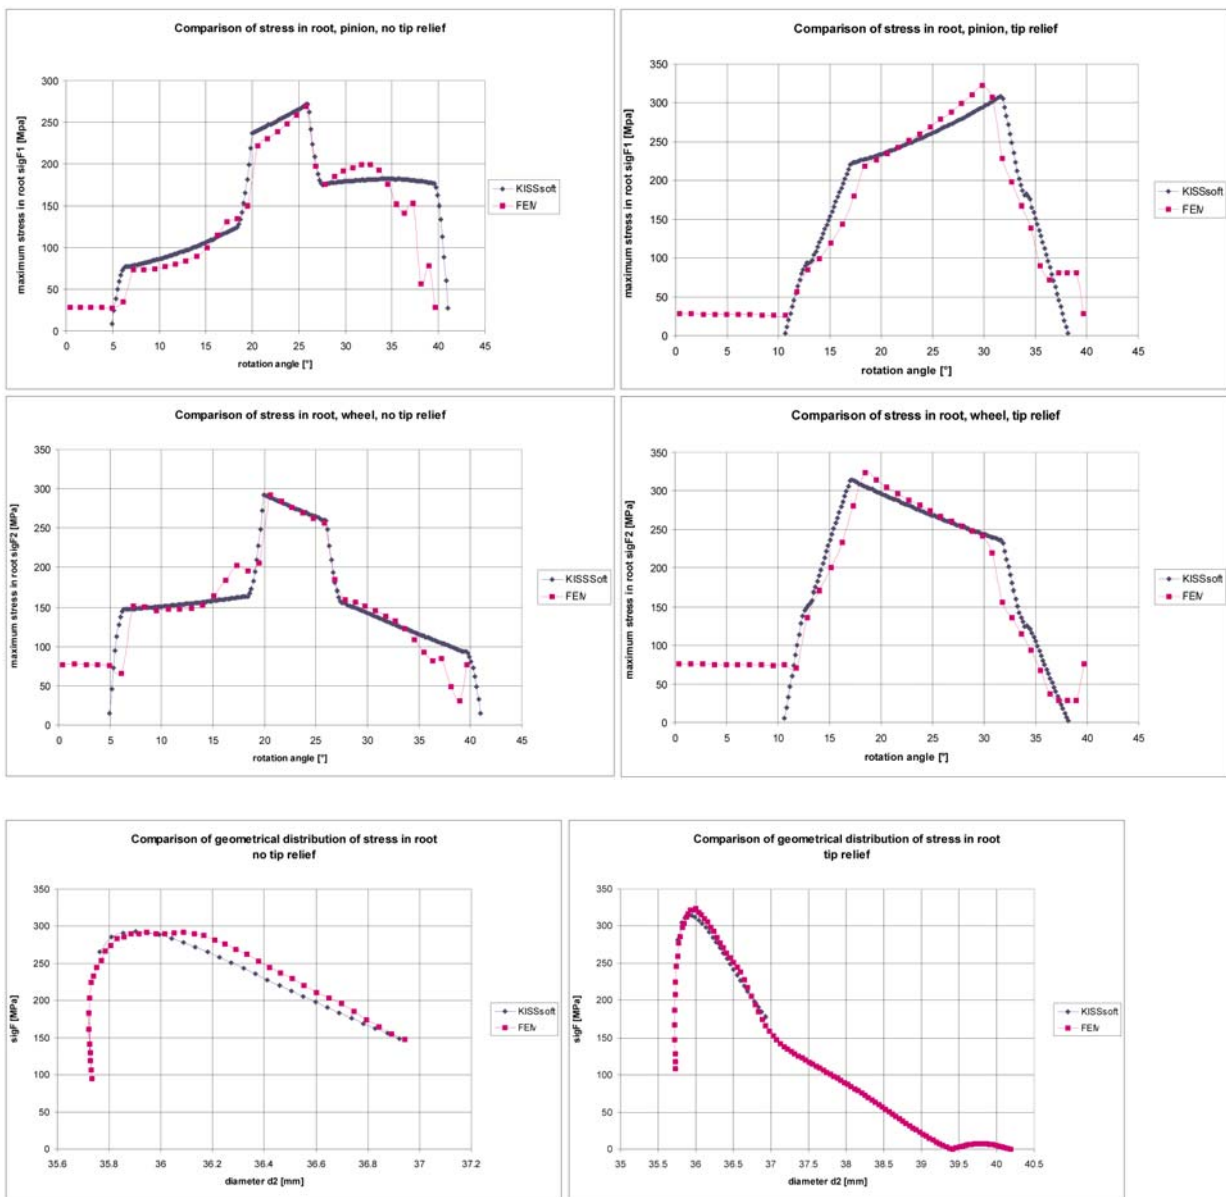 Comparison of stress in root, pinion, no tip relief
maximum stress in root sigF1 [Mpa]
300
250
200
150
100
50
0
0 5 10 15 20 25 30 35 40 45
rotation angle [°]
KISSsoft
FEM
Comparison of stress in root, pinion, tip relief
maximum stress in root sigF1 [Mpa]
350
300
250
200
150
100
50
0
0 5 10 15 20 25 30 35 40 45
rotation angle [°]
KISSsoft
FEM
Comparison of stress in root, wheel, no tip relief
maximum stress in root sigF2 [MPa]
350
300
250
200
150
100
50
0
0 5 10 15 20 25 30 35 40 45
rotation angle [°]
KISSSoft
FEM
Comparison of stress in root, wheel, tip relief
maximum stress in root sigF2 [MPa]
350
300
250
200
150
100
50
0
0 5 10 15 20 25 30 35 40 45
rotation angle [°]
KISSsoft
FEM
Comparison of geometrical distribution of stress in root
no tip relief
sigF [MPa]
350
300
250
200
150
100
50
0
35.6 35.8 36 36.2 36.4 36.6 36.8 37 37.2
diameter d2 [mm]
KISSsoft
FEM
Comparison of geometrical distribution of stress in root
tip relief
sigF [MPa]
350
300
250
200
150
100
50
0
35 35.5 36 36.5 37 37.5 38 38.5 39 39.5 40 40.5
diameter d2 [mm]
KISSsoft
FEM